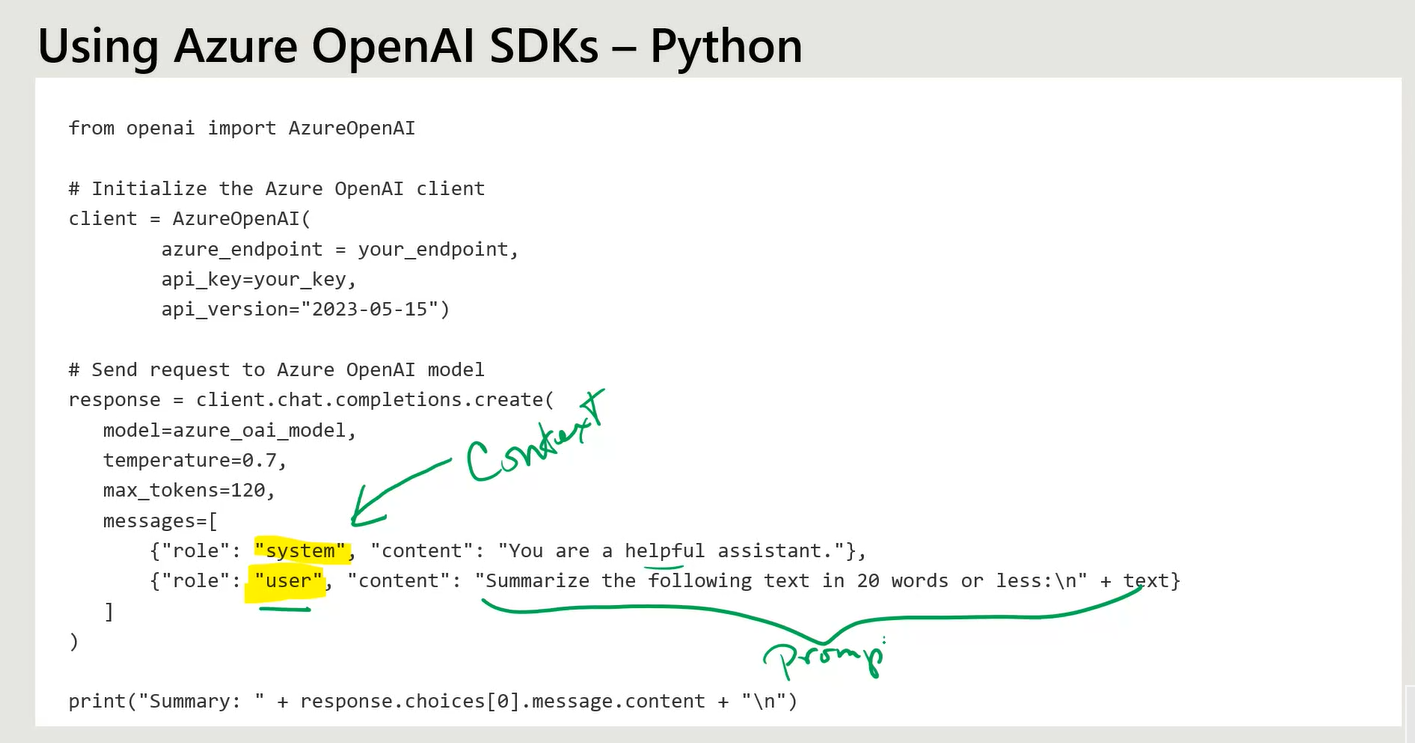 Using Azure OpenAI SDKs – Python
from openai import AzureOpenAI
# Initialize the Azure OpenAI client
client = AzureOpenAI(
        azure_endpoint = your_endpoint,
        api_key=your_key,
        api_version="2023-05-15")
# Send request to Azure OpenAI model
response = client.chat.completions.create(
   model=azure_oai_model,
   temperature=0.7,
   max_tokens=120,
Context
   messages=[
       {"role": "system", "content": "You are a helpful assistant."},
       {"role": "user", "content": "Summarize the following text in 20 words or less:\n" + text}
   ]
)
Promp
print("Summary: " + response.choices[0].message.content + "\n")